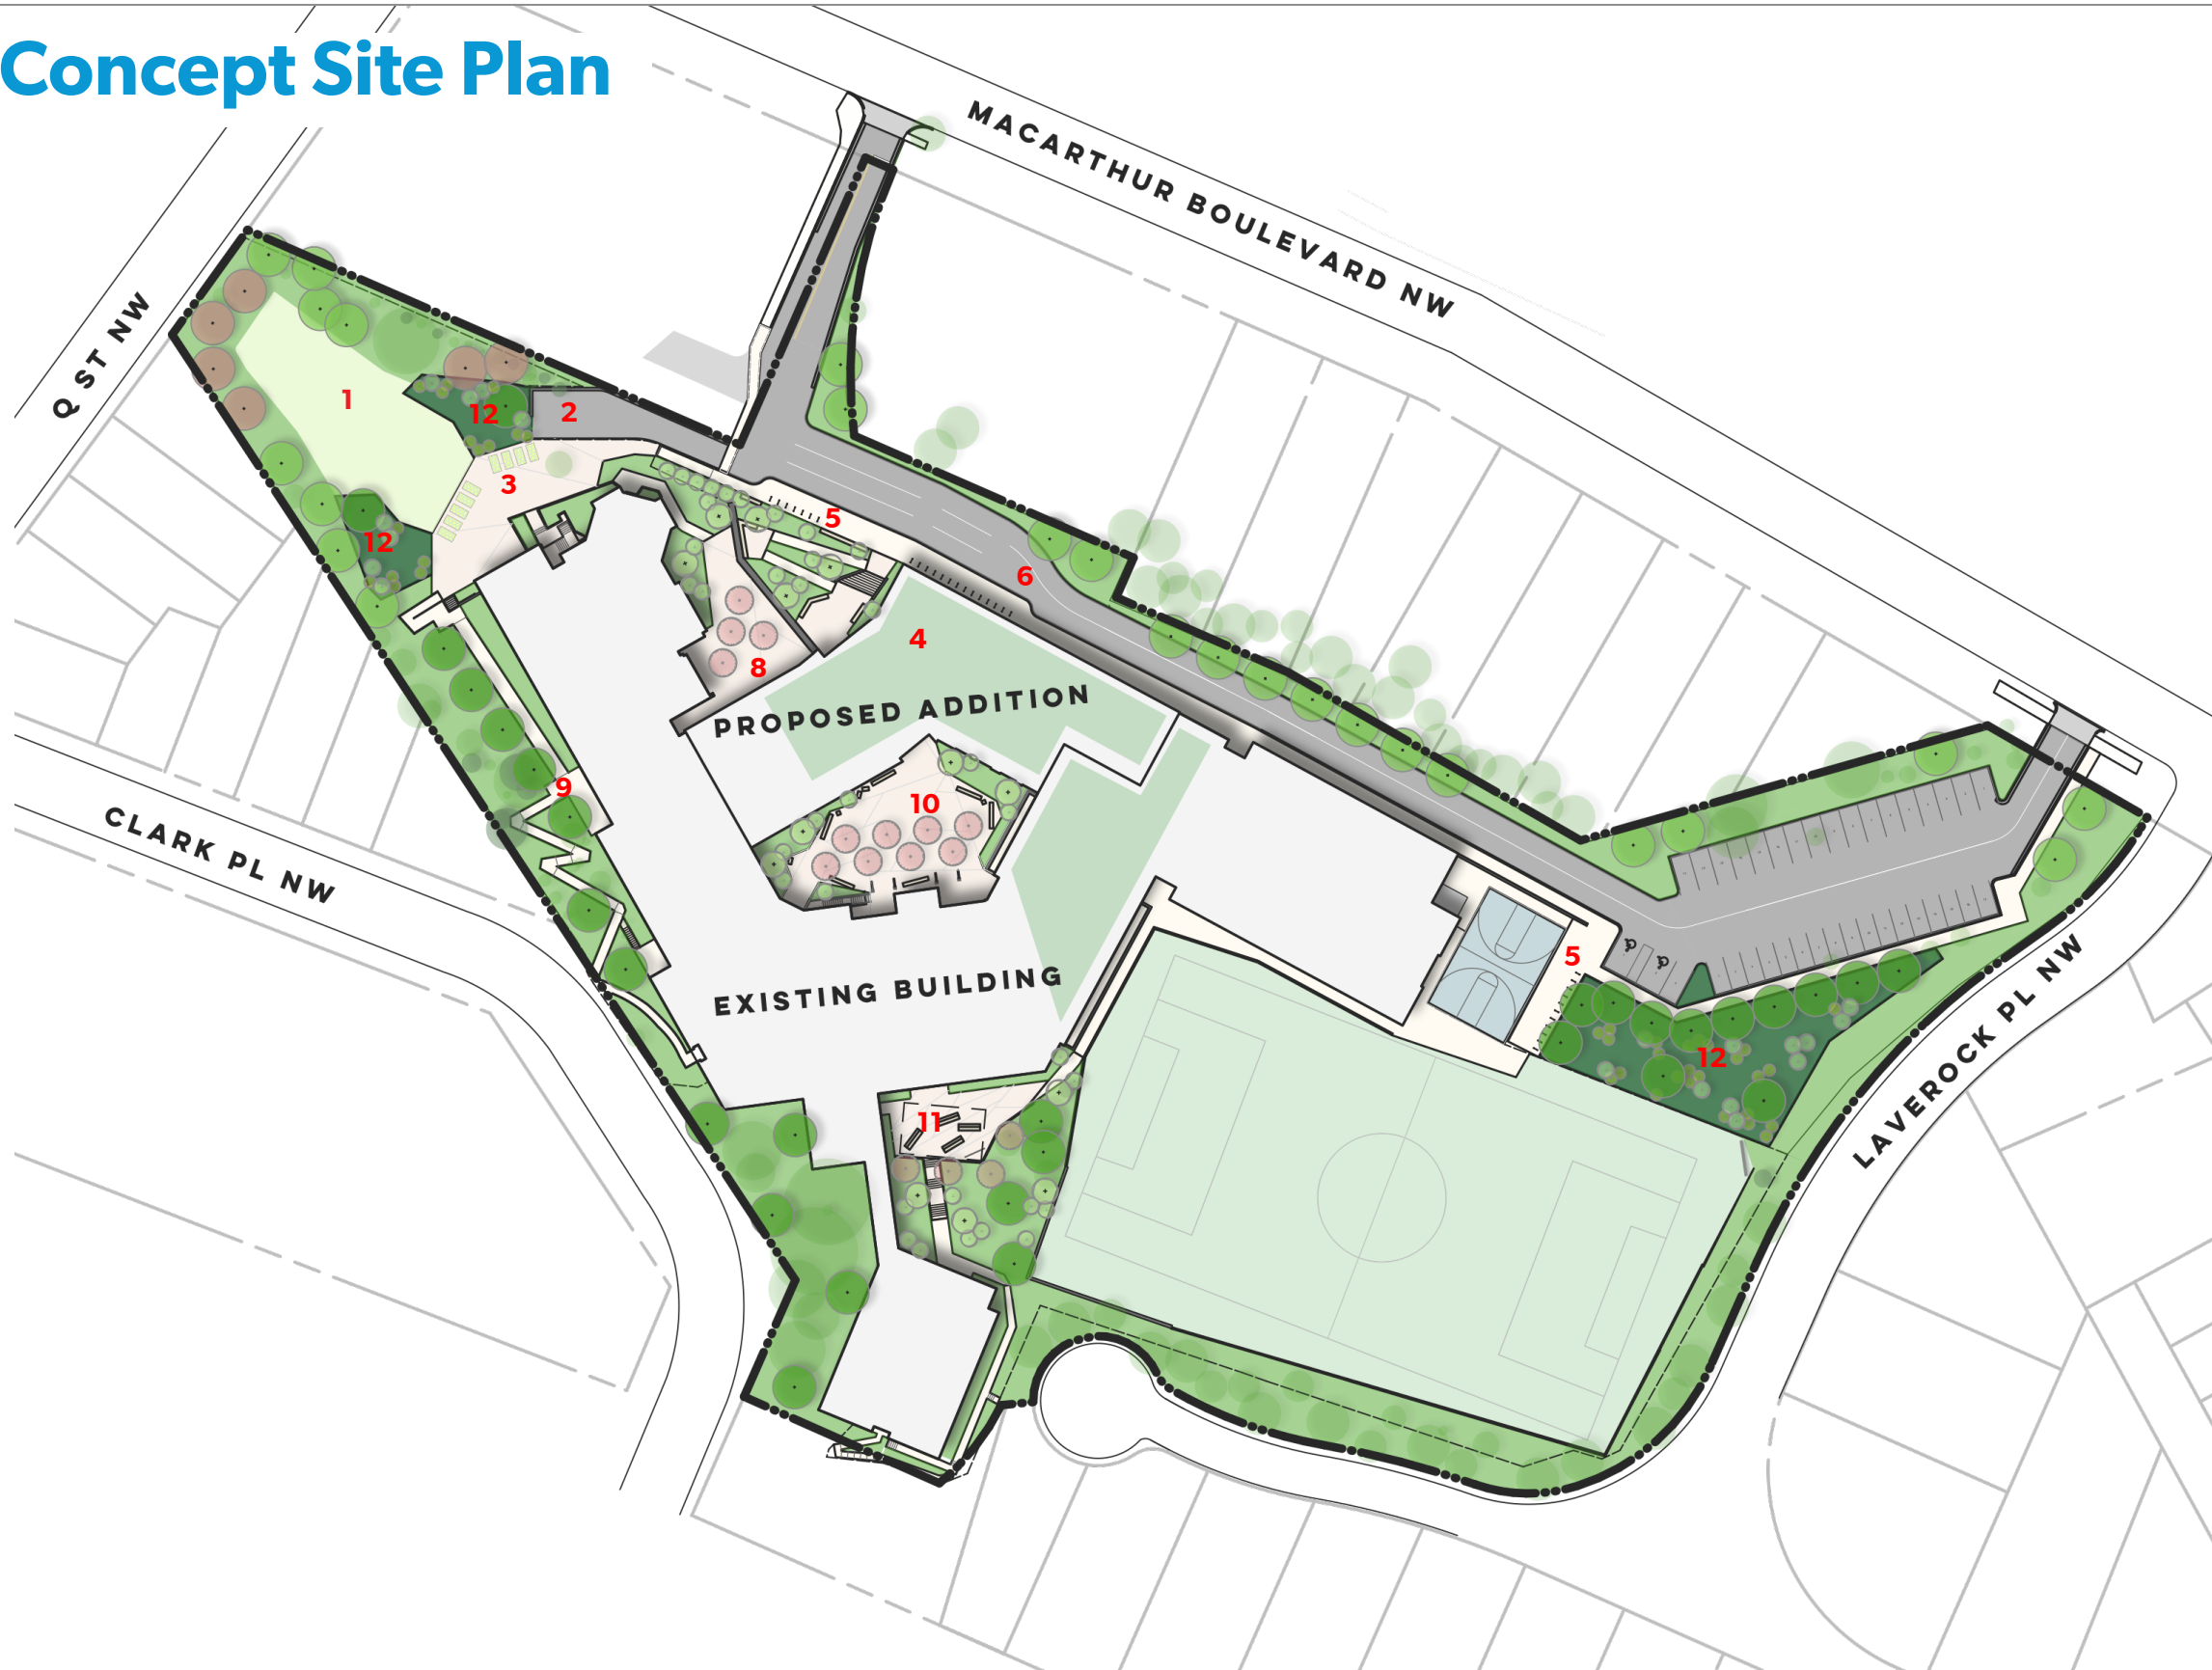 Concept Site Plan
MACARTHUR BOULEVARD NW
Q ST NW
1
12
2
3
5
12
6
4
8
PROPOSED ADDITION
9
10
CLARK PL NW
EXISTING BUILDING
5
LAVEROCK PL NW
12
11